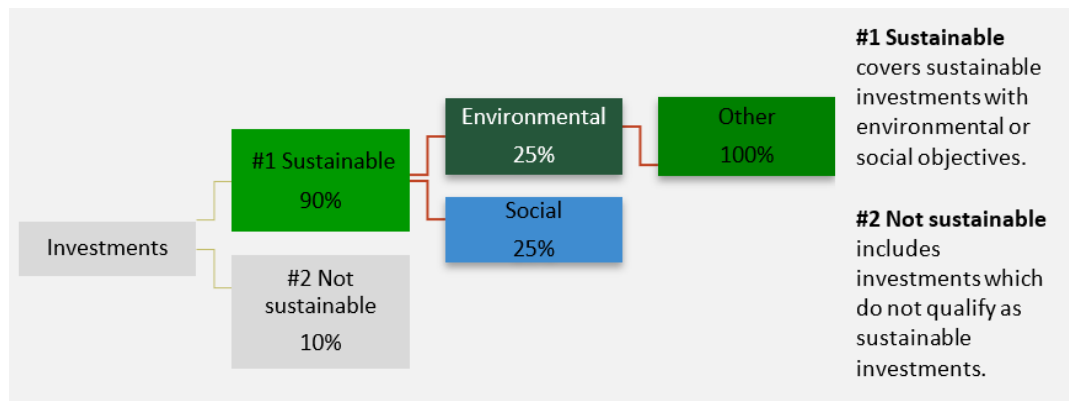 Investments
#1 Sustainable
90%
#2 Not
sustainable
10%
Environmental
25%
Social
25%
Other
100%
#1 Sustainable
covers sustainable
investments with
environmental or
social objectives.
#2 Not sustainable
includes
investments which
do not qualify as
sustainable
investments.